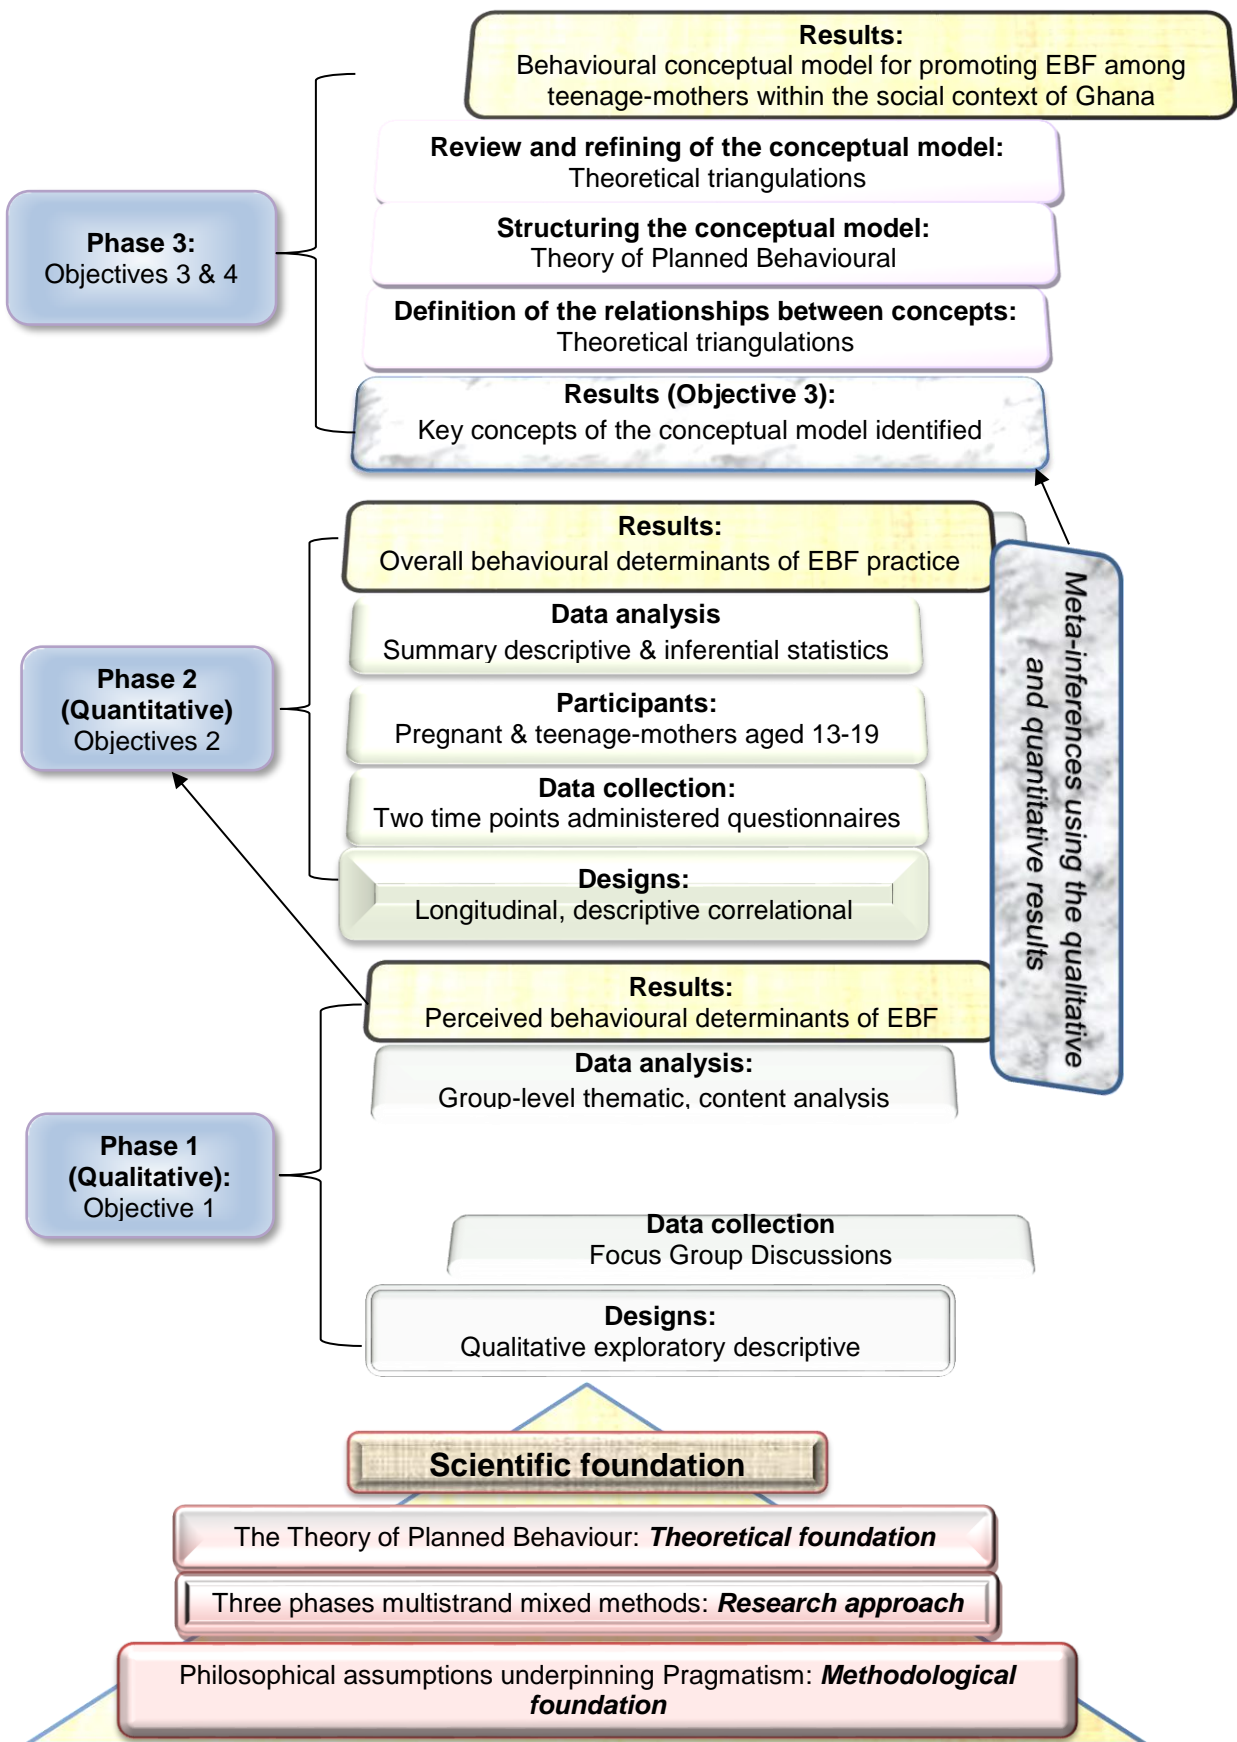 Results:
Behavioural conceptual model for promoting EBF among
teenage-mothers within the social context of Ghana
Review and refining of the conceptual model:
Theoretical triangulations
Structuring the conceptual model:
Theory of Planned Behavioural
Definition of the relationships between concepts:
Theoretical triangulations
Results (Objective 3):
Key concepts of the conceptual model identified
Phase 3:
Objectives 3 & 4
Results:
Overall behavioural determinants of EBF practice
Data analysis
Summary descriptive & inferential statistics
Participants:
Pregnant & teenage-mothers aged 13-19
Data collection:
Two time points administered questionnaires
Designs:
Longitudinal, descriptive correlational
Phase 2
(Quantitative)
Objectives 2
Meta-inferences using the qualitative
and quantitative results
Results:
Perceived behavioural determinants of EBF
Data analysis:
Group-level thematic, content analysis
Phase 1
(Qualitative):
Objective 1
Data collection
Focus Group Discussions
Designs:
Qualitative exploratory descriptive
Scientific foundation
The Theory of Planned Behaviour: Theoretical foundation
Three phases multistrand mixed methods: Research approach
Philosophical assumptions underpinning Pragmatism: Methodological
foundation